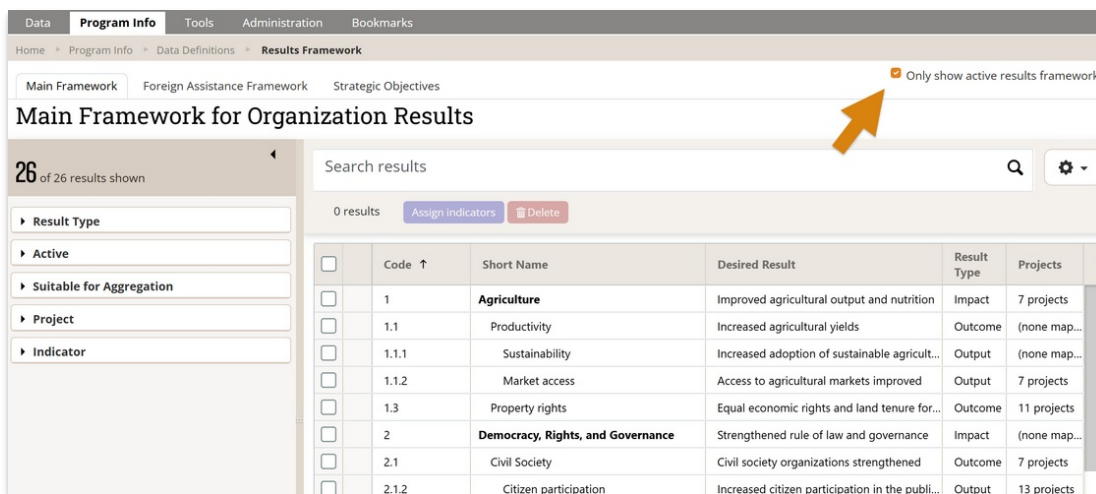 Data Program Info Tools Administration Bookmarks
Home Program Info Data Definitions Results Framework
Only show active results framework
Main Framework Foreign Assistance Framework Strategic Objectives
Main Framework for Organization Results
26 of 26 results shown
Search results
0 results Assign indicators Delete
Result Type
Active
Suitable for Aggregation
Project
Indicator
Code ↑ Short Name Desired Result Result Type Projects
1 Agriculture Improved agricultural output and nutrition Impact 7 projects
1.1 Productivity Increased agricultural yields Outcome (none map...
1.1.1 Sustainability Increased adoption of sustainable agricult... Output (none map...
1.1.2 Market access Access to agricultural markets improved Output 7 projects
1.3 Property rights Equal economic rights and land tenure for... Outcome 11 projects
2 Democracy, Rights, and Governance Strengthened rule of law and governance Impact (none map...
2.1 Civil Society Civil society organizations strengthened Outcome 7 projects
2.1.2 Citizen participation Increased citizen participation in the publi... Output 13 projects